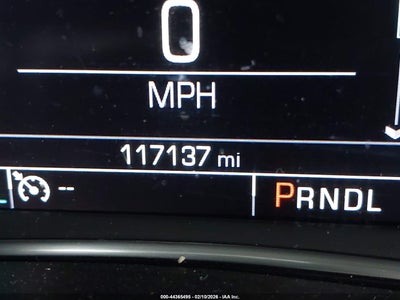 0
MPH
117137 mi
--
PRNDL
000-44365495 - 02/10/2026 - IAA Inc.